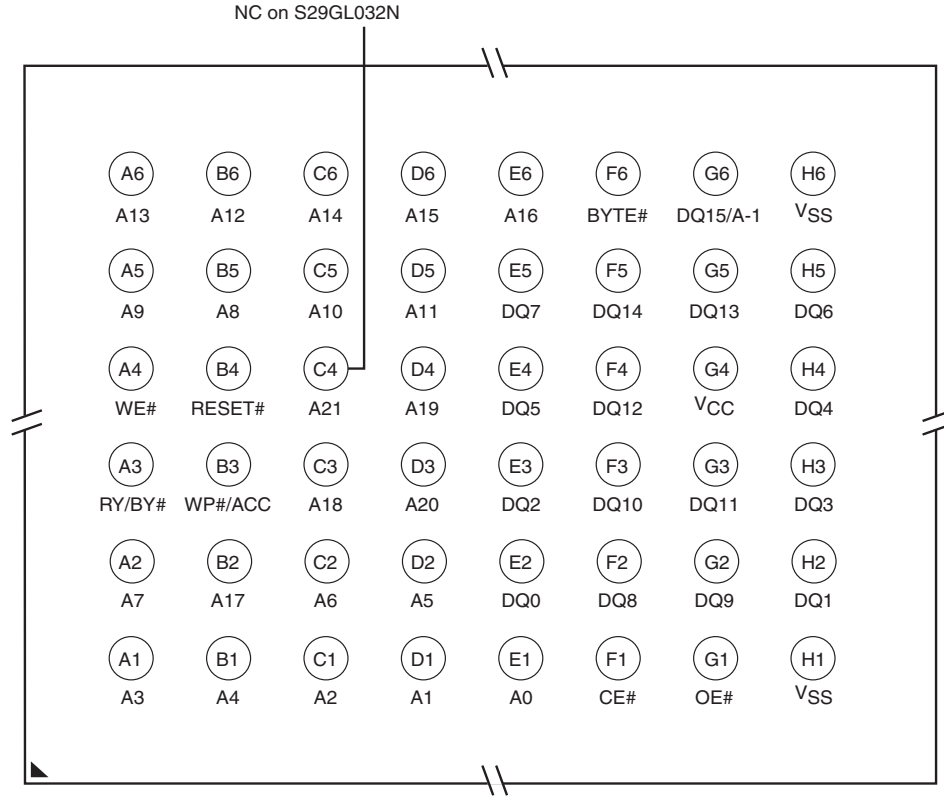 NC on S29GL032N
A6 B6 C6 D6 E6 F6 G6 H6
A13 A12 A14 A15 A16 BYTE# DQ15/A-1 VSS
A5 B5 C5 D5 E5 F5 G5 H5
A9 A8 A10 A11 DQ7 DQ14 DQ13 DQ6
A4 B4 C4 D4 E4 F4 G4 H4
WE# RESET# A21 A19 DQ5 DQ12 VCC DQ4
A3 B3 C3 D3 E3 F3 G3 H3
RY/BY# WP#/ACC A18 A20 DQ2 DQ10 DQ11 DQ3
A2 B2 C2 D2 E2 F2 G2 H2
A7 A17 A6 A5 DQ0 DQ8 DQ9 DQ1
A1 B1 C1 D1 E1 F1 G1 H1
A3 A4 A2 A1 A0 CE# OE# VSS